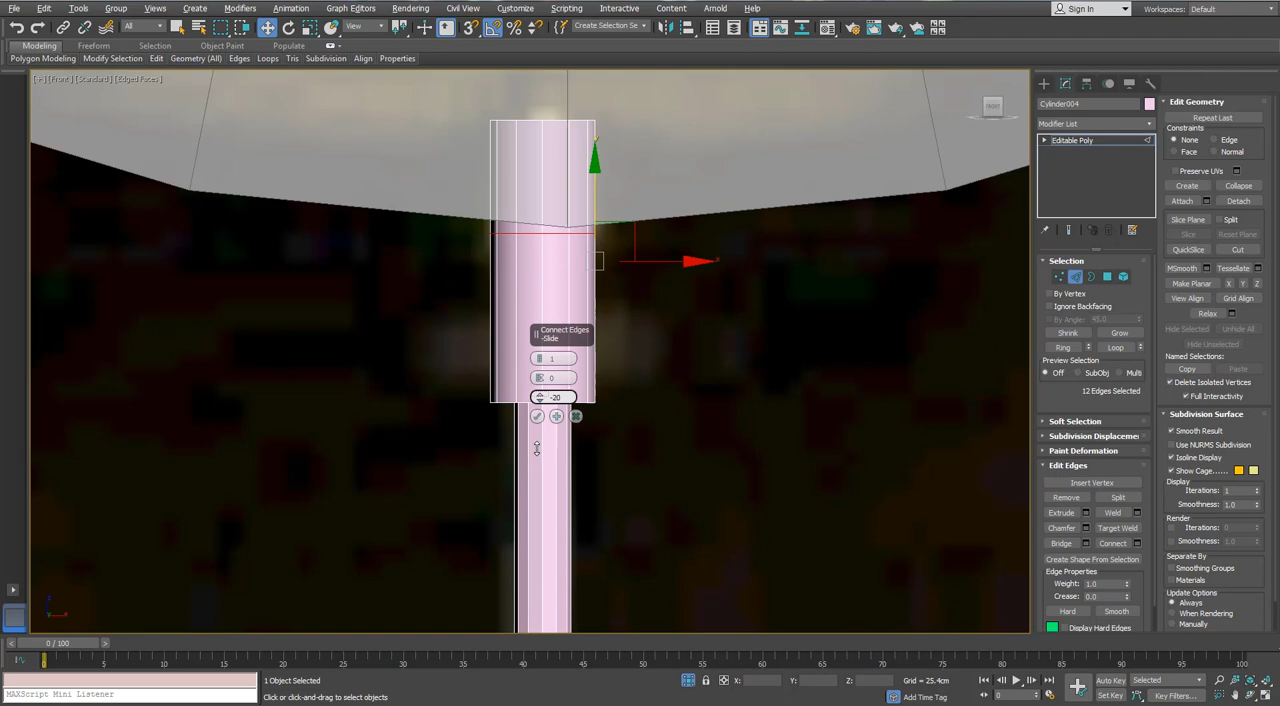 File Edit Tools Group Views Create Modifiers Animation Graph Editors Rendering Civil View Customize Scripting Interactive Content Arnold Help Sign In Workspaces: Default
All View Create Selection Se
Modeling Freeform Selection Object Paint Populate
Polygon Modeling Modify Selection Edit Geometry (All) Edges Loops Tris Subdivision Visibility Align Properties
[+] [Front] [Standard] [Edged Faces]
FRONT
Connect Edges
-Slide
1
0
-20
x
Cylinder004
Modifier List
Editable Poly
Selection
By Vertex
Ignore Backfacing
By Angle: 45.0
Shrink Grow
Ring Loop
Preview Selection
Off SubObj Multi
12 Edges Selected
Soft Selection
Subdivision Displacemen
Paint Deformation
Edit Edges
Insert Vertex
Remove Split
Extrude Weld
Chamfer Target Weld
Bridge Connect
Create Shape From Selection
Edge Properties
Weight: 1.0
Crease: 0.0
Hard Smooth
Display Hard Edges
Edit Geometry
Repeat Last
Constraints
None Edge
Face Normal
Preserve UVs
Create Collapse
Attach Detach
Slice Plane Split
Slice Reset Plane
QuickSlice Cut
MSmooth Tessellate
Make Planar X Y Z
View Align Grid Align
Relax
Hide Selected Unhide All
Hide Unselected
Named Selections:
Copy Paste
Delete Isolated Vertices
Full Interactivity
Subdivision Surface
Smooth Result
Use NURMS Subdivision
Isoline Display
Show Cage......
Display
Iterations: 1
Smoothness: 1.0
Render
Iterations: 0
Smoothness: 1.0
Separate By
Smoothing Groups
Materials
Update Options
Always
When Rendering
Manually
0 / 100
0 5 10 15 20 25 30 35 40 45 50 55 60 65 70 75 80 85 90 95 100
1 Object Selected
X: Y: Z: Grid = 25.4cm
Auto Key Selected
MAXScript Mini Listener
Click or click-and-drag to select objects
Add Time Tag
0
Set Key Key Filters...